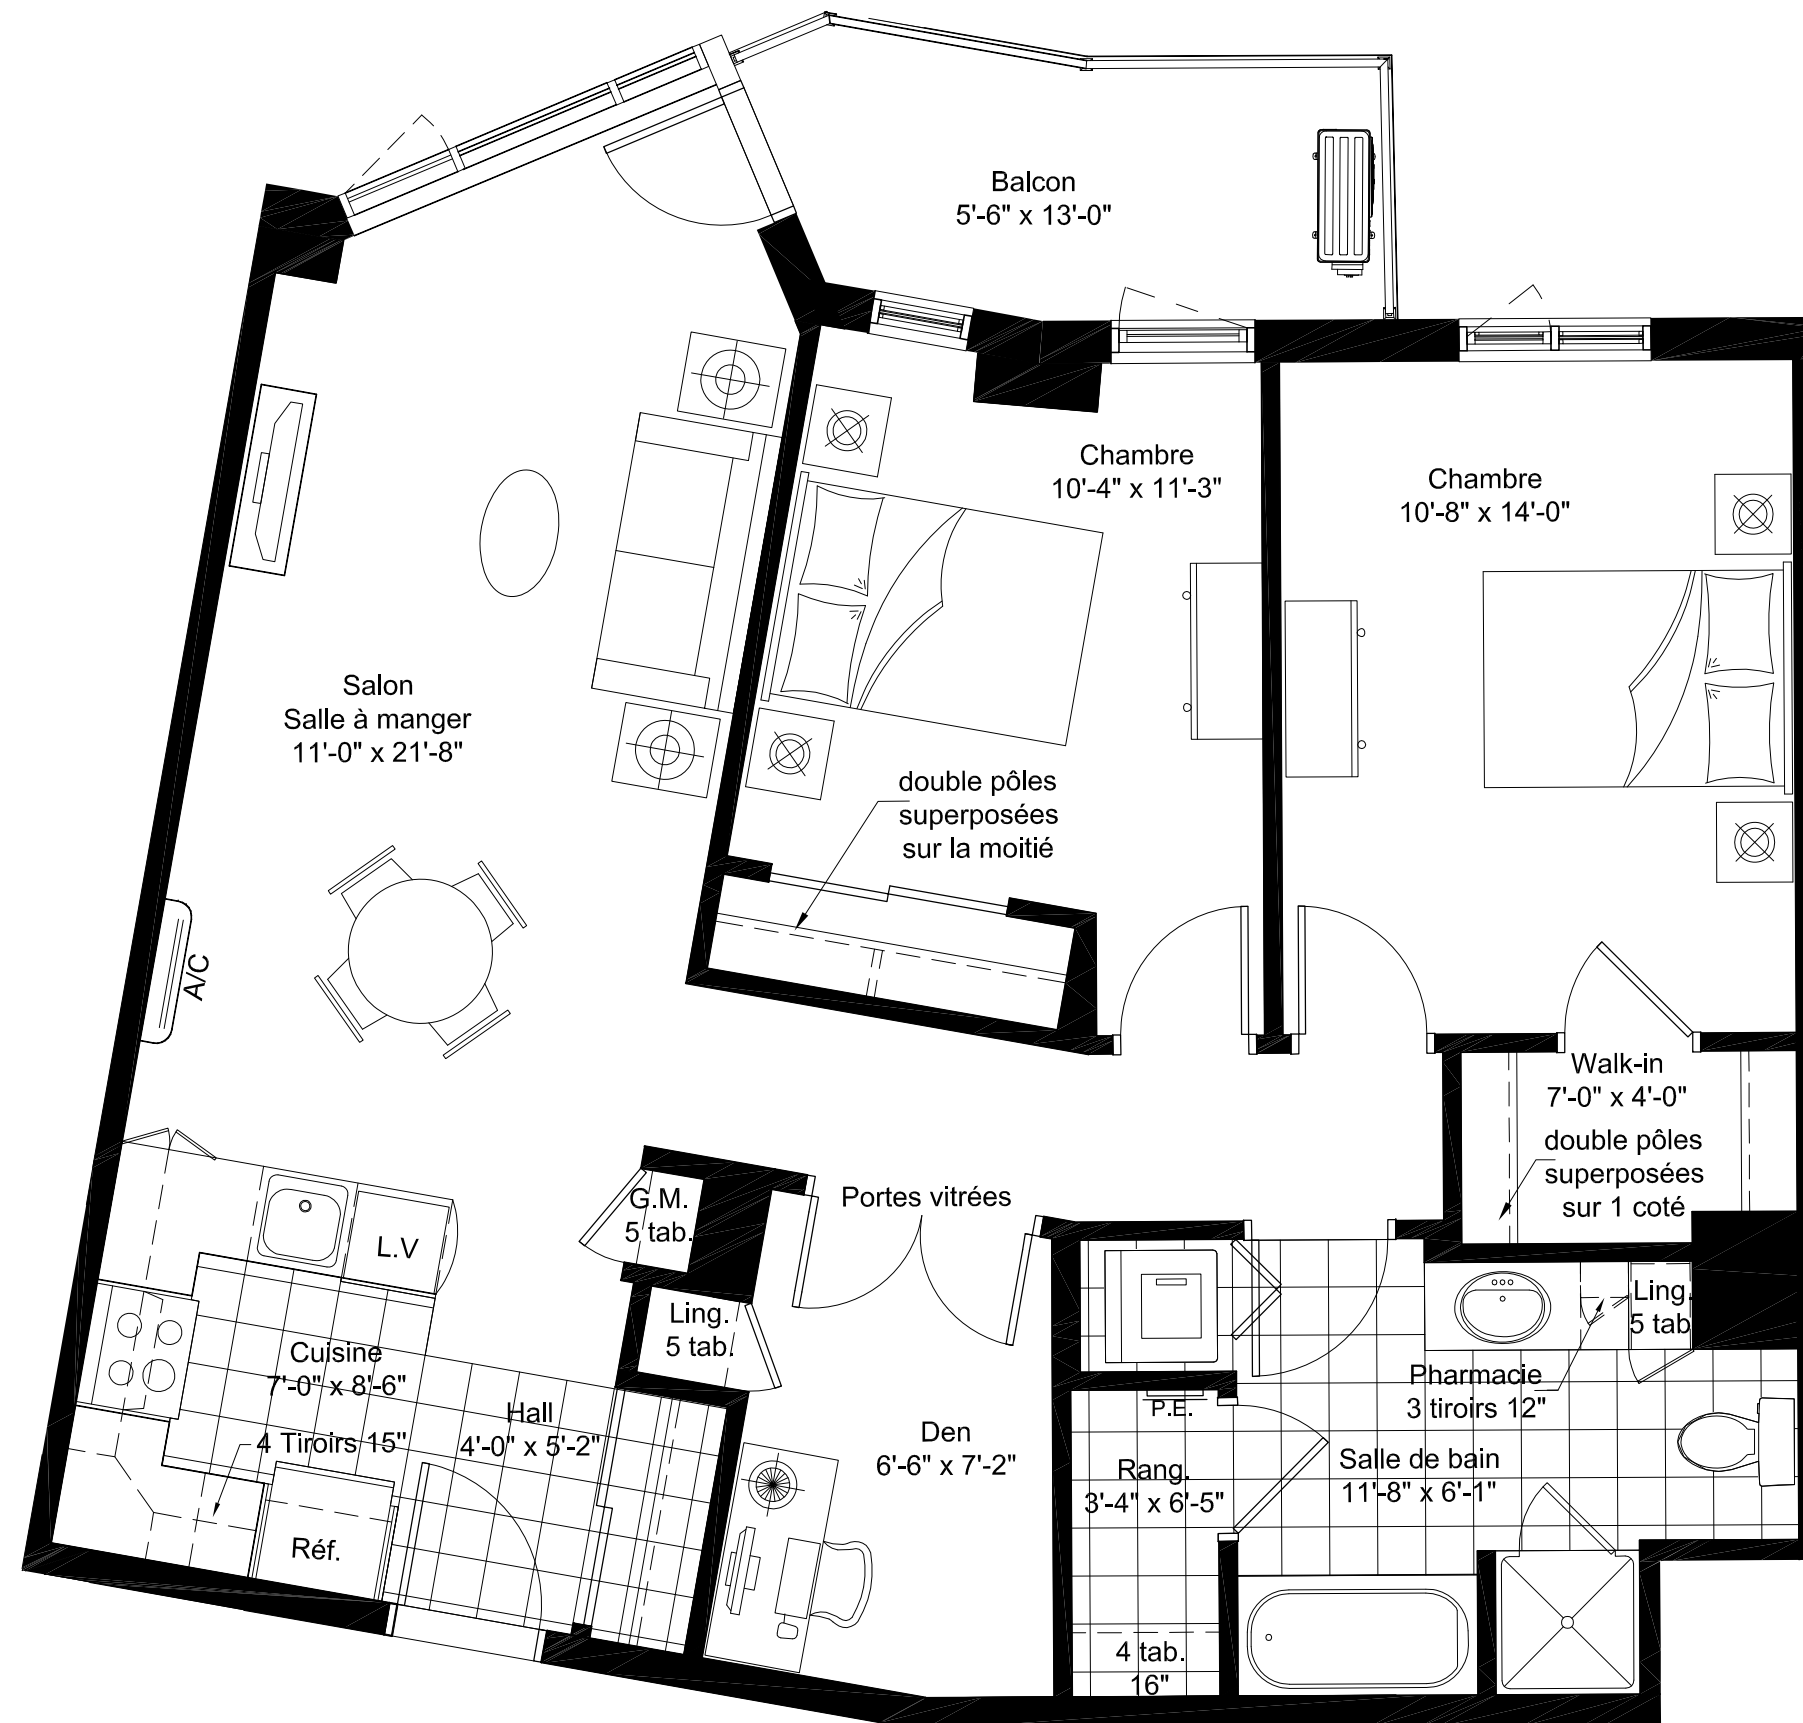 Balcon
5'-6" x 13'-0"
Chambre
10'-4" x 11'-3"
Chambre
10'-8" x 14'-0"
Salon
Salle à manger
11'-0" x 21'-8"
double pôles
superposées
sur la moitié
A/C
Walk-in
7'-0" x 4'-0"
double pôles
superposées
sur 1 coté
G.M.
5 tab.
Portes vitrées
L.V
Ling.
5 tab.
Ling.
5 tab
Cuisine
7'-0" x 8'-6"
Pharmacie
3 tiroirs 12"
Hall
4'-0" x 5'-2"
P.E.
4 Tiroirs 15"
Den
6'-6" x 7'-2"
Rang.
3'-4" x 6'-5"
Salle de bain
11'-8" x 6'-1"
Réf.
4 tab.
16"